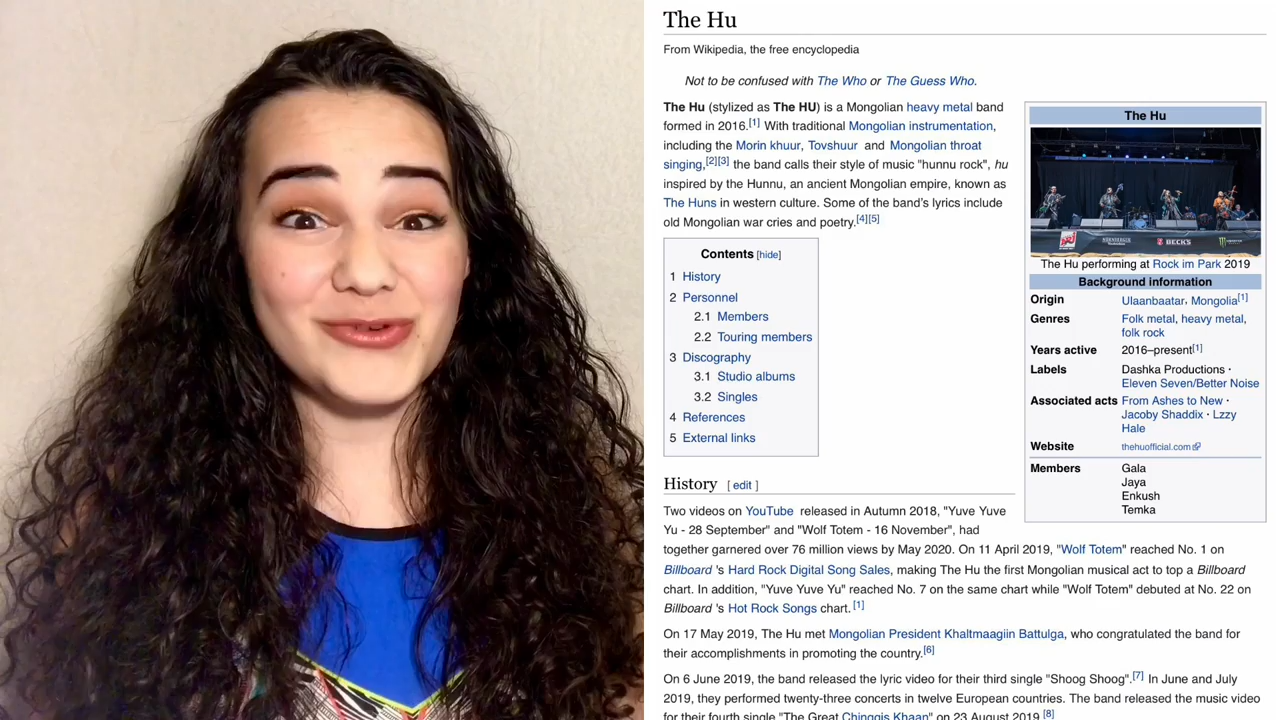 The Hu
From Wikipedia, the free encyclopedia
Not to be confused with The Who or The Guess Who.
The Hu (stylized as The HU) is a Mongolian heavy metal band
formed in 2016.[1] With traditional Mongolian instrumentation,
including the Morin khuur, Tovshuur and Mongolian throat
singing,[2][3] the band calls their style of music "hunnu rock", hu
inspired by the Hunnu, an ancient Mongolian empire, known as
The Huns in western culture. Some of the band's lyrics include
old Mongolian war cries and poetry.[4][5]
Contents [hide]
1 History
2 Personnel
2.1 Members
2.2 Touring members
3 Discography
3.1 Studio albums
3.2 Singles
4 References
5 External links
The Hu
BECK'S
The Hu performing at Rock im Park 2019
Background information
Origin Ulaanbaatar, Mongolia[1]
Genres Folk metal, heavy metal,
folk rock
Years active 2016–present[1]
Labels Dashka Productions ·
Eleven Seven/Better Noise
Associated acts From Ashes to New ·
Jacoby Shaddix · Lzzy
Hale
Website thehuofficial.com
Members Gala
Jaya
Enkush
Temka
History [ edit ]
Two videos on YouTube released in Autumn 2018, "Yuve Yuve
Yu - 28 September" and "Wolf Totem - 16 November", had
together garnered over 76 million views by May 2020. On 11 April 2019, "Wolf Totem" reached No. 1 on
Billboard 's Hard Rock Digital Song Sales, making The Hu the first Mongolian musical act to top a Billboard
chart. In addition, "Yuve Yuve Yu" reached No. 7 on the same chart while "Wolf Totem" debuted at No. 22 on
Billboard 's Hot Rock Songs chart.[1]
On 17 May 2019, The Hu met Mongolian President Khaltmaagiin Battulga, who congratulated the band for
their accomplishments in promoting the country.[6]
On 6 June 2019, the band released the lyric video for their third single "Shoog Shoog".[7] In June and July
2019, they performed twenty-three concerts in twelve European countries. The band released the music video
for their fourth single "The Great Chinggis Khaan" on 23 August 2019.[8]